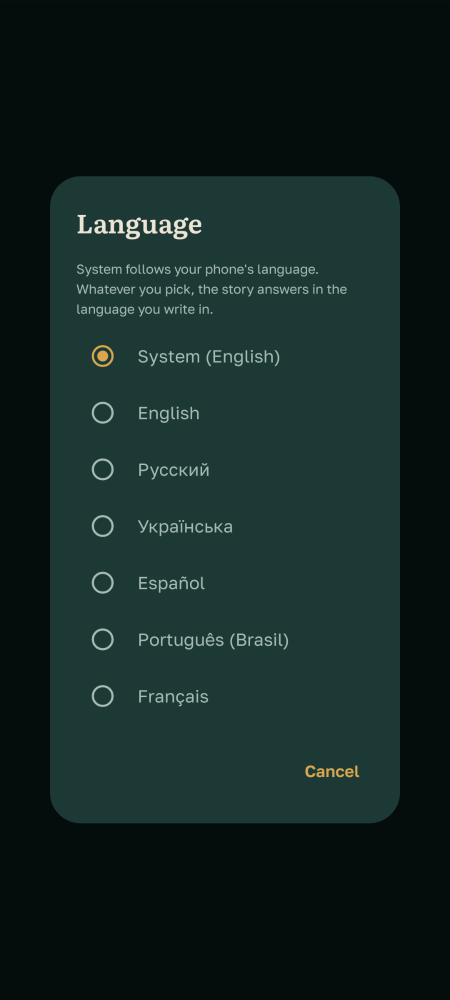 Language
System follows your phone's language.
Whatever you pick, the story answers in the
language you write in.
System (English)
English
Русский
Українська
Español
Português (Brasil)
Français
Cancel